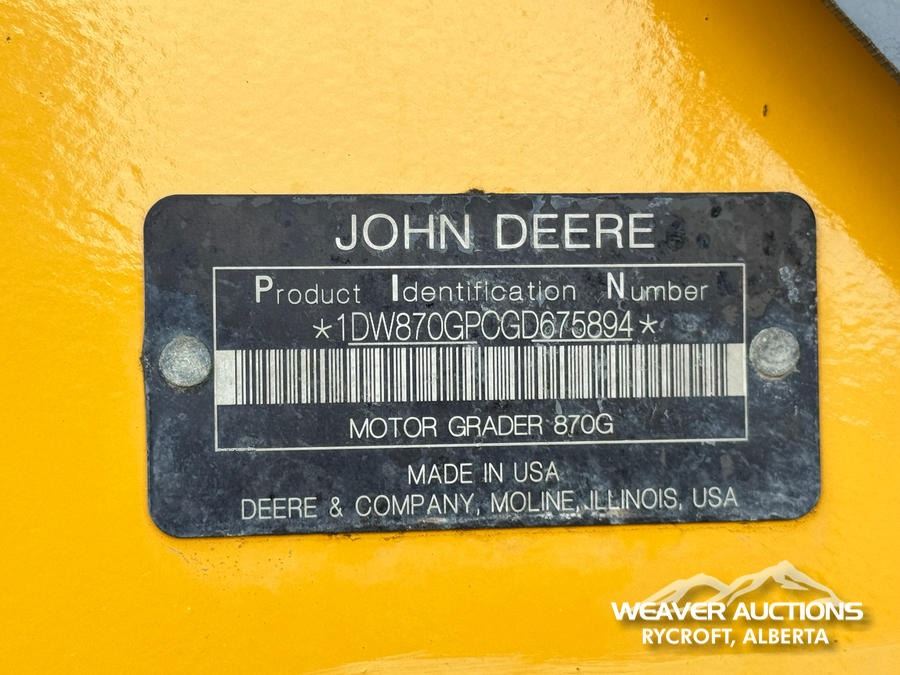 JOHN DEERE
Product Identification Number
*1DW870GPCGD675894*
MOTOR GRADER 870G
MADE IN USA
DEERE & COMPANY, MOLINE, ILLINOIS, USA
WEAVER AUCTIONS
RYCROFT, ALBERTA